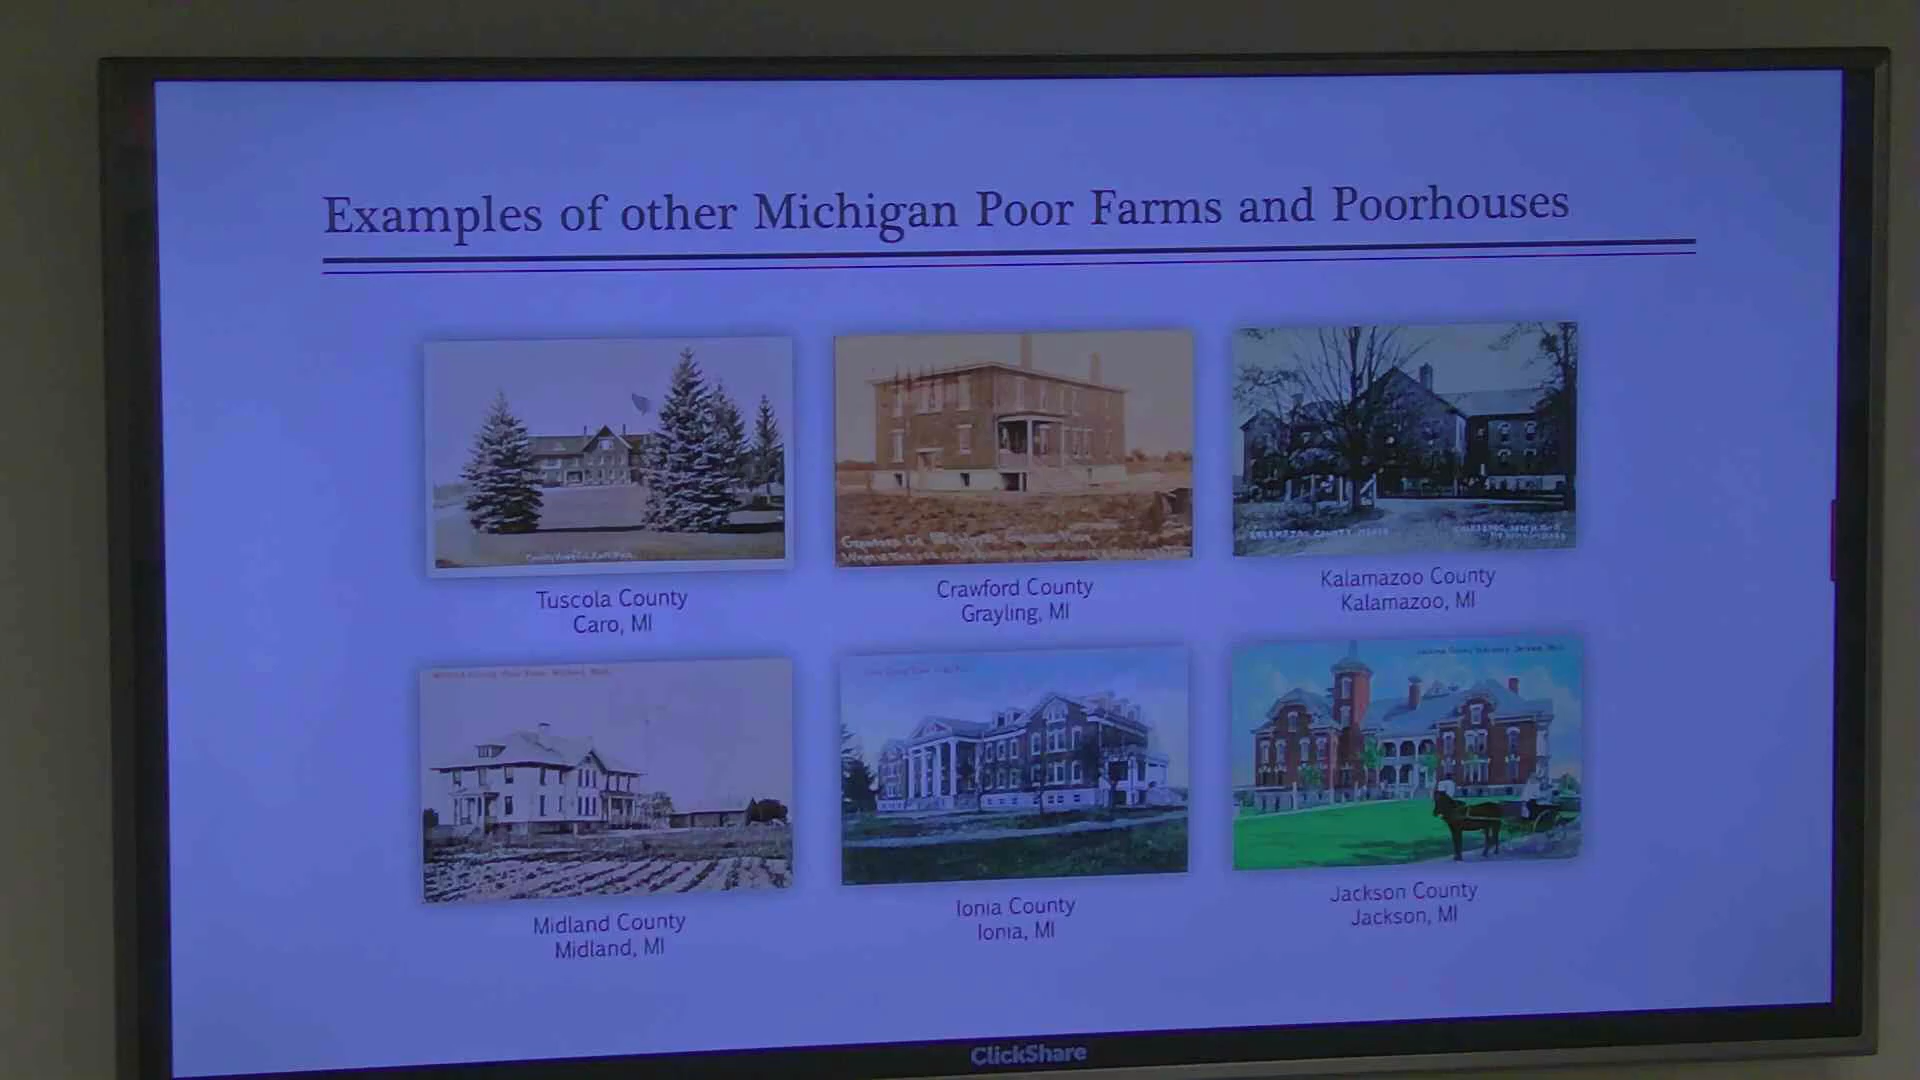 Examples of other Michigan Poor Farms and Poorhouses
Tuscola County
Caro, MI
Crawford County
Grayling, MI
Kalamazoo County
Kalamazoo, MI
Midland County
Midland, MI
Ionia County
Ionia, MI
Jackson County
Jackson, MI
ClickShare